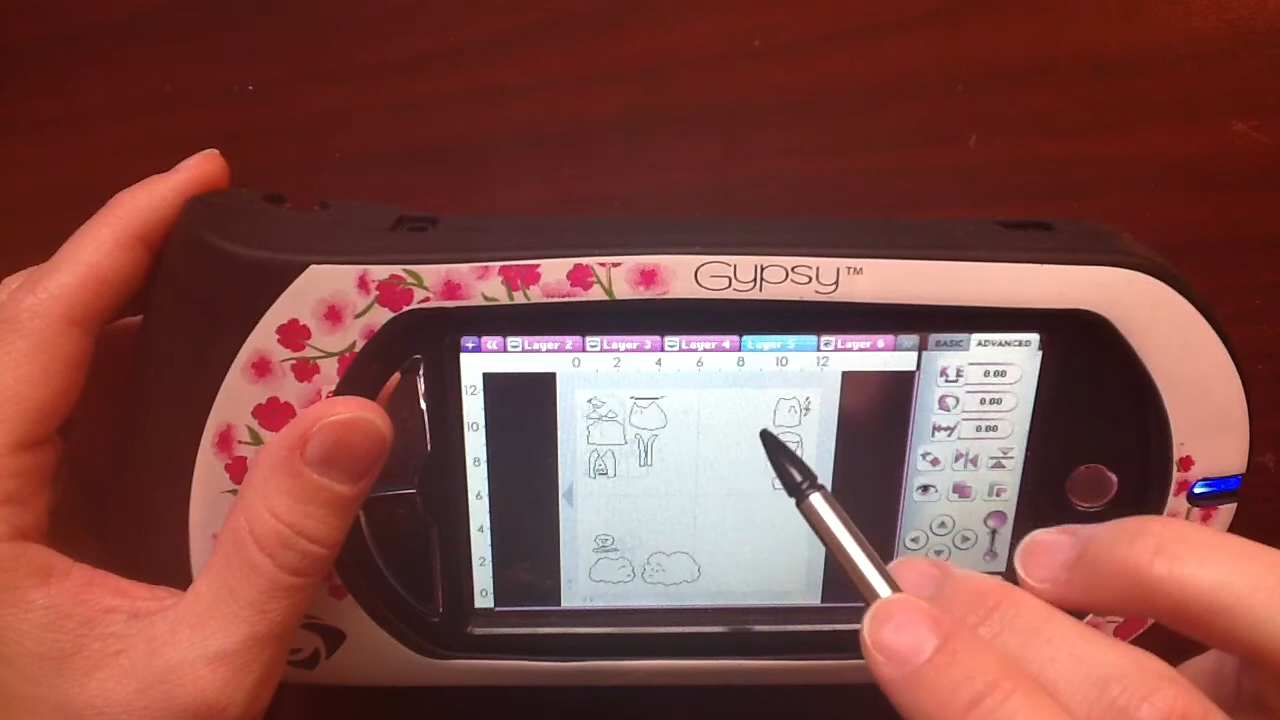 Gypsy™
+ « Layer 2 Layer 3 Layer 4 Layer 5 Layer 6 »
BASIC ADVANCED
0 2 4 6 8 10 12
0.00
0.00
0.00
12
10
8
6
4
2
0